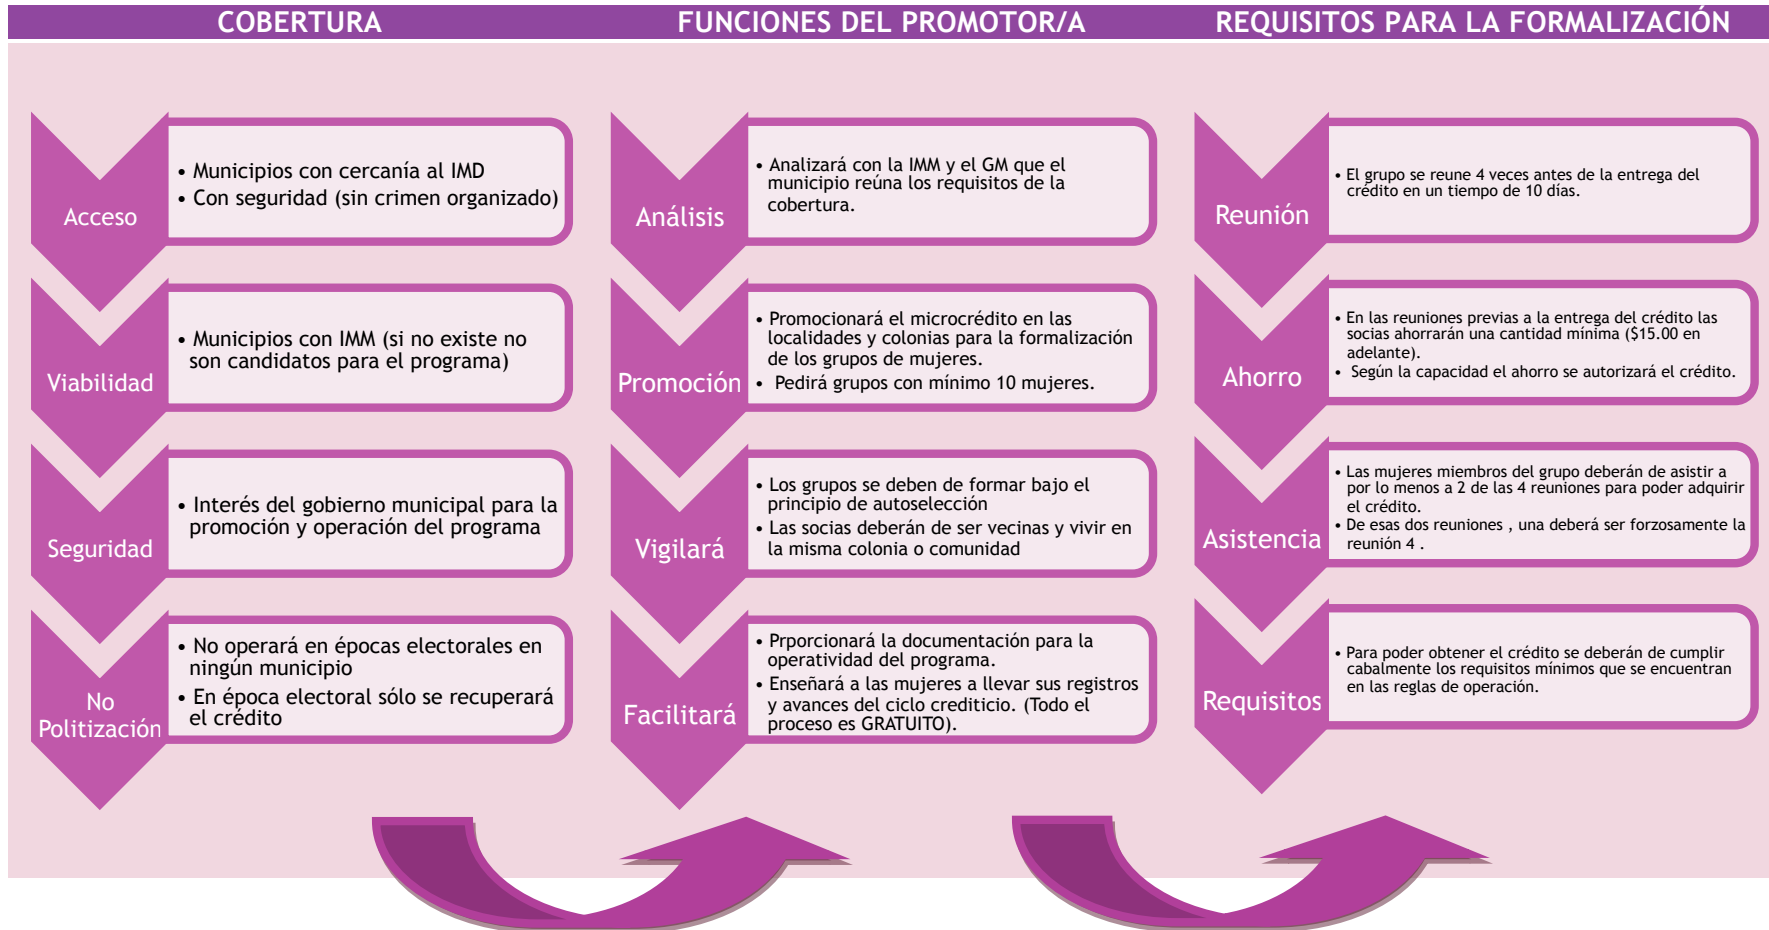 COBERTURA
Acceso
• Municipios con cercanía al IMD
• Con seguridad (sin crimen organizado)
Viabilidad
• Municipios con IMM (si no existe no
son candidatos para el programa)
Seguridad
• Interés del gobierno municipal para la
promoción y operación del programa
No
Politización
• No operará en épocas electorales en
ningún municipio
• En época electoral sólo se recuperará
el crédito
FUNCIONES DEL PROMOTOR/A
Análisis
• Analizará con la IMM y el GM que el
municipio reúna los requisitos de la
cobertura.
Promoción
• Promocionará el microcrédito en las
localidades y colonias para la formalización
de los grupos de mujeres.
• Pedirá grupos con mínimo 10 mujeres.
Vigilará
• Los grupos se deben de formar bajo el
principio de autoselección
• Las socias deberán de ser vecinas y vivir en
la misma colonia o comunidad
Facilitará
• Prporcionará la documentación para la
operatividad del programa.
• Enseñará a las mujeres a llevar sus registros
y avances del ciclo crediticio. (Todo el
proceso es GRATUITO).
REQUISITOS PARA LA FORMALIZACIÓN
Reunión
• El grupo se reune 4 veces antes de la entrega del
crédito en un tiempo de 10 días.
Ahorro
• En las reuniones previas a la entrega del crédito las
socias ahorrarán una cantidad mínima ($15.00 en
adelante).
• Según la capacidad el ahorro se autorizará el crédito.
Asistencia
• Las mujeres miembros del grupo deberán de asistir a
por lo menos a 2 de las 4 reuniones para poder adquirir
el crédito.
• De esas dos reuniones , una deberá ser forzosamente la
reunión 4 .
Requisitos
• Para poder obtener el crédito se deberán de cumplir
cabalmente los requisitos mínimos que se encuentran
en las reglas de operación.